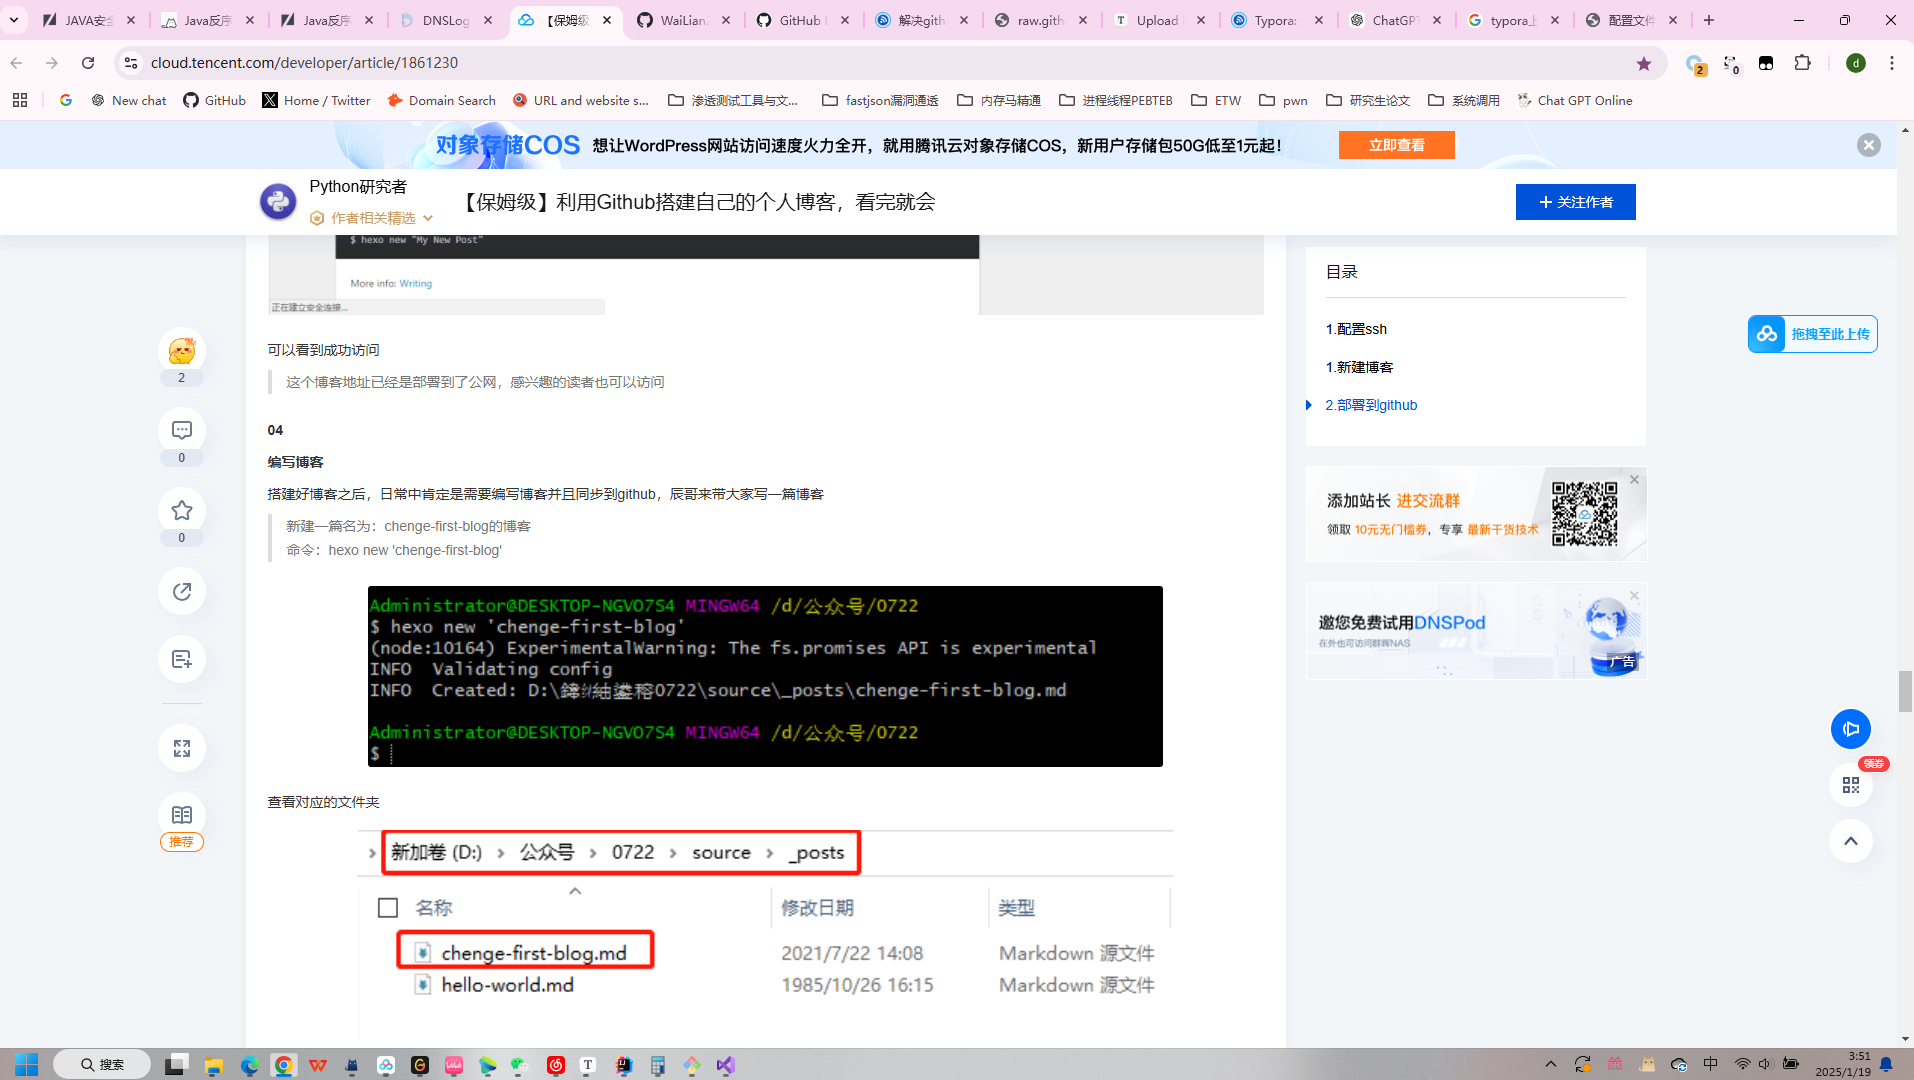 JAVA安全
Java反序
Java反序
DNSLog
【保姆级
WaiLian
GitHub
解决gith
raw.gith
Upload
Typora:
ChatGPT
typora上
配置文件
cloud.tencent.com/developer/article/1861230
2
0
d
New chat
GitHub
Home / Twitter
Domain Search
URL and website s...
渗透测试工具与文...
fastjson漏洞通透
内存马精通
进程线程PEBTEB
ETW
pwn
研究生论文
系统调用
Chat GPT Online
对象存储COS
想让WordPress网站访问速度火力全开，就用腾讯云对象存储COS，新用户存储包50G低至1元起！
立即查看
Python研究者
作者相关精选
【保姆级】利用Github搭建自己的个人博客，看完就会
+ 关注作者
$ hexo new "My New Post"
More info: Writing
正在建立安全连接...
可以看到成功访问
这个博客地址已经是部署到了公网，感兴趣的读者也可以访问
04
编写博客
搭建好博客之后，日常中肯定是需要编写博客并且同步到github，辰哥来带大家写一篇博客
新建一篇名为：chenge-first-blog的博客
命令：hexo new 'chenge-first-blog'
Administrator@DESKTOP-NGVO7S4 MINGW64 /d/公众号/0722
$ hexo new 'chenge-first-blog'
(node:10164) ExperimentalWarning: The fs.promises API is experimental
INFO  Validating config
INFO  Created: D:\0722\source\_posts\chenge-first-blog.md
Administrator@DESKTOP-NGVO7S4 MINGW64 /d/公众号/0722
$
查看对应的文件夹
新加卷 (D:) › 公众号 › 0722 › source › _posts
名称
修改日期
类型
chenge-first-blog.md
2021/7/22 14:08
Markdown 源文件
hello-world.md
1985/10/26 16:15
Markdown 源文件
2
0
0
推荐
目录
1.配置ssh
1.新建博客
2.部署到github
拖拽至此上传
添加站长 进交流群
领取 10元无门槛券，专享 最新干货技术
邀您免费试用DNSPod
在外也可访问群晖NAS
广告
领券
搜索
中
3:51
2025/1/19